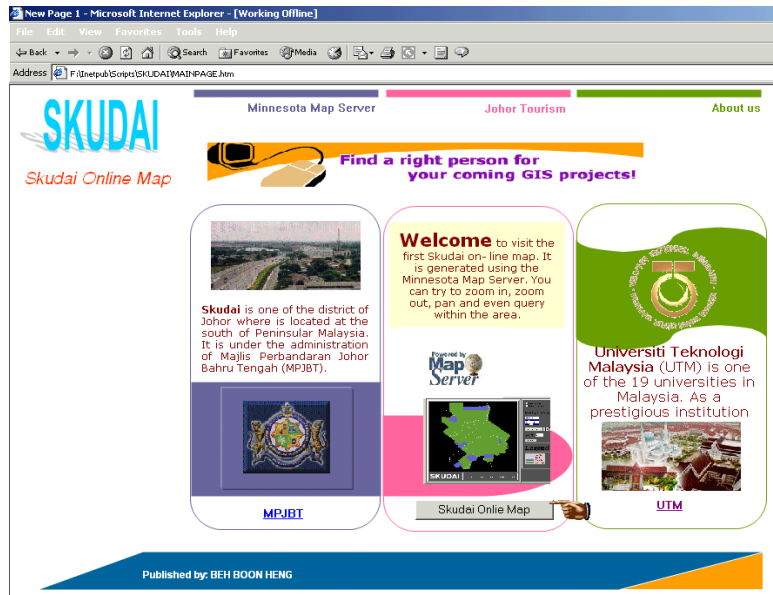 New Page 1 - Microsoft Internet Explorer - [Working Offline]
File Edit View Favorites Tools Help
Back Search Favorites Media
Address F:\Inetpub\Scripts\SKUDAI\MAINPAGE.htm
SKUDAI
Skudai Online Map
Minnesota Map Server
Johor Tourism
About us
Find a right person for
your coming GIS projects!
Skudai is one of the district of
Johor where is located at the
south of Peninsular Malaysia.
It is under the administration
of Majlis Perbandaran Johor
Bahru Tengah (MPJBT).
MPJBT
Welcome to visit the
first Skudai on- line map. It
is generated using the
Minnesota Map Server. You
can try to zoom in, zoom
out, pan and even query
within the area.
Powered by
Map
Server
SKUDAI
Skudai Onlie Map
Universiti Teknologi
Malaysia (UTM) is one
of the 19 universities in
Malaysia. As a
prestigious institution
UTM
Published by: BEH BOON HENG